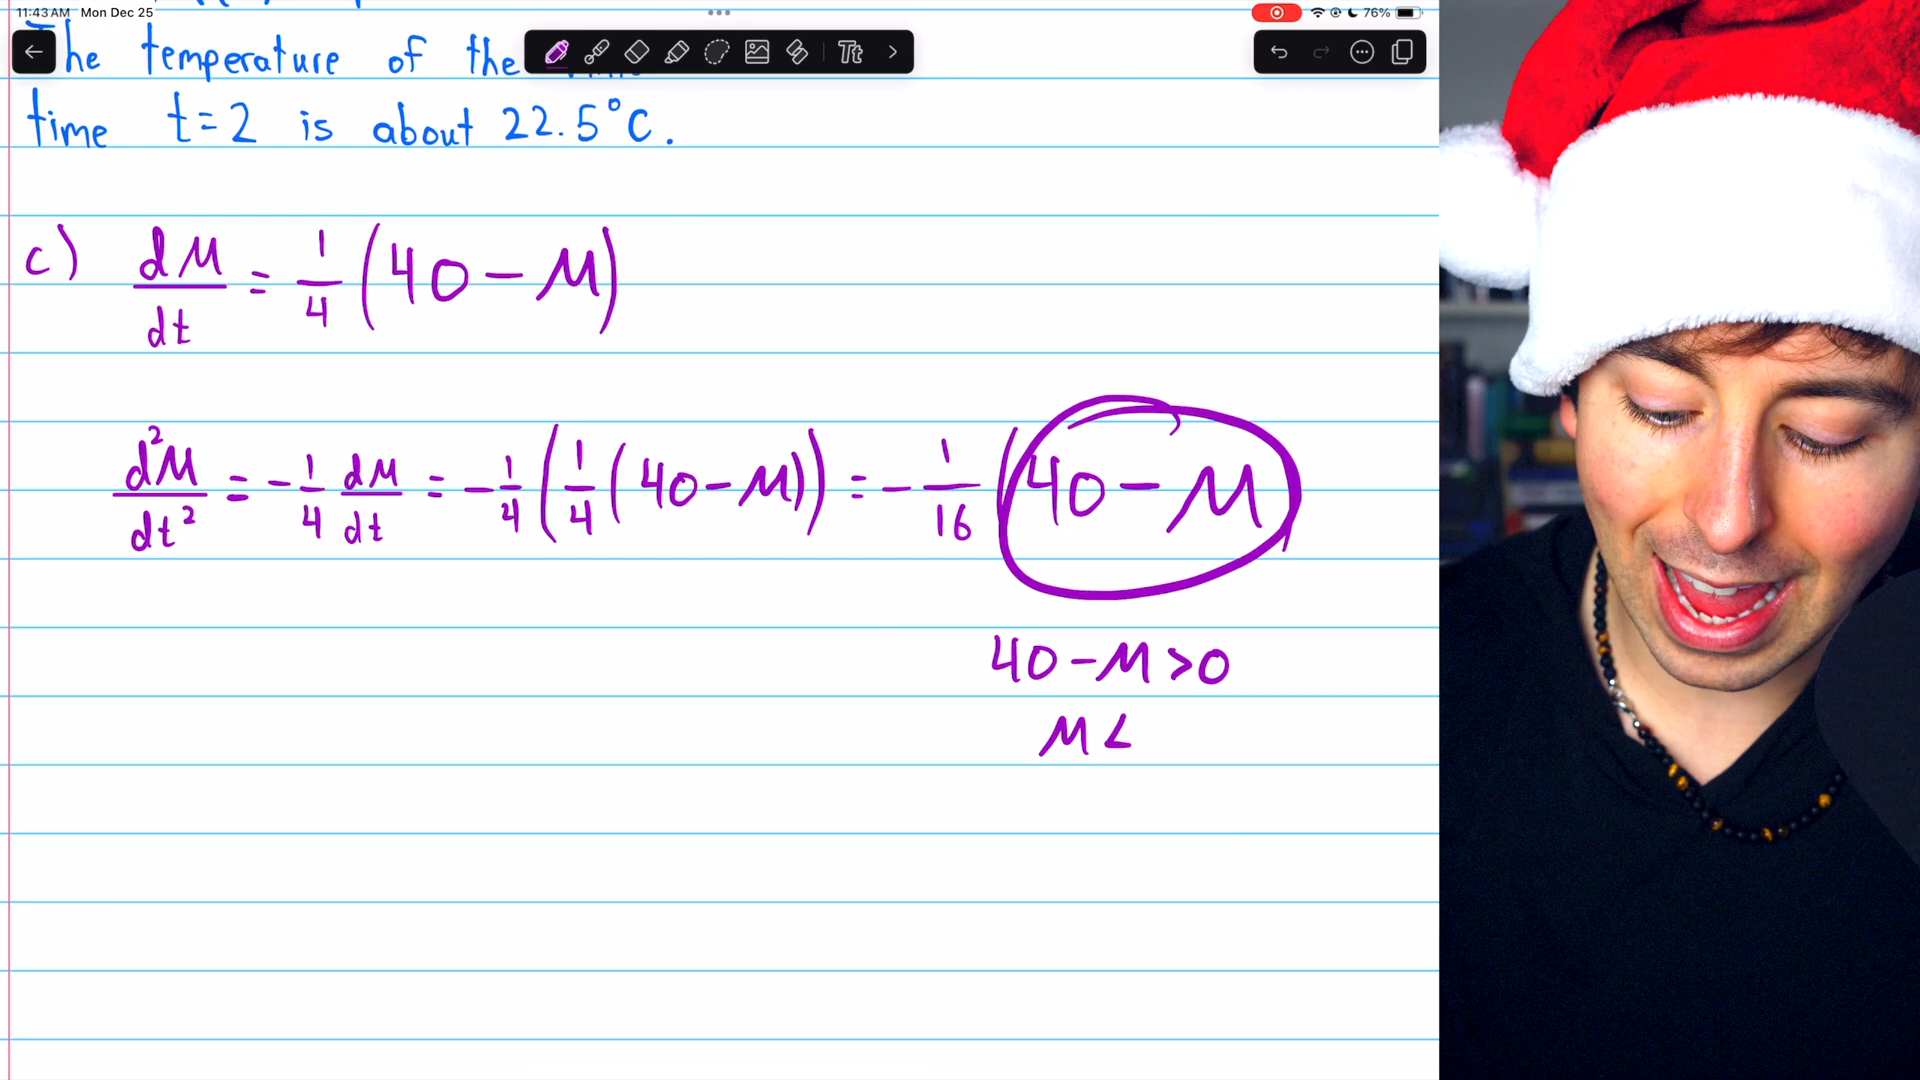 11:43 AM Mon Dec 25
76%
The temperature of the
Tt
time t=2 is about 22.5°C.
c) dM/dt = 1/4 (40 - M)
d²M/dt² = -1/4 dM/dt = -1/4 (1/4 (40-M)) = -1/16 (40 - M)
40 - M > 0
M <